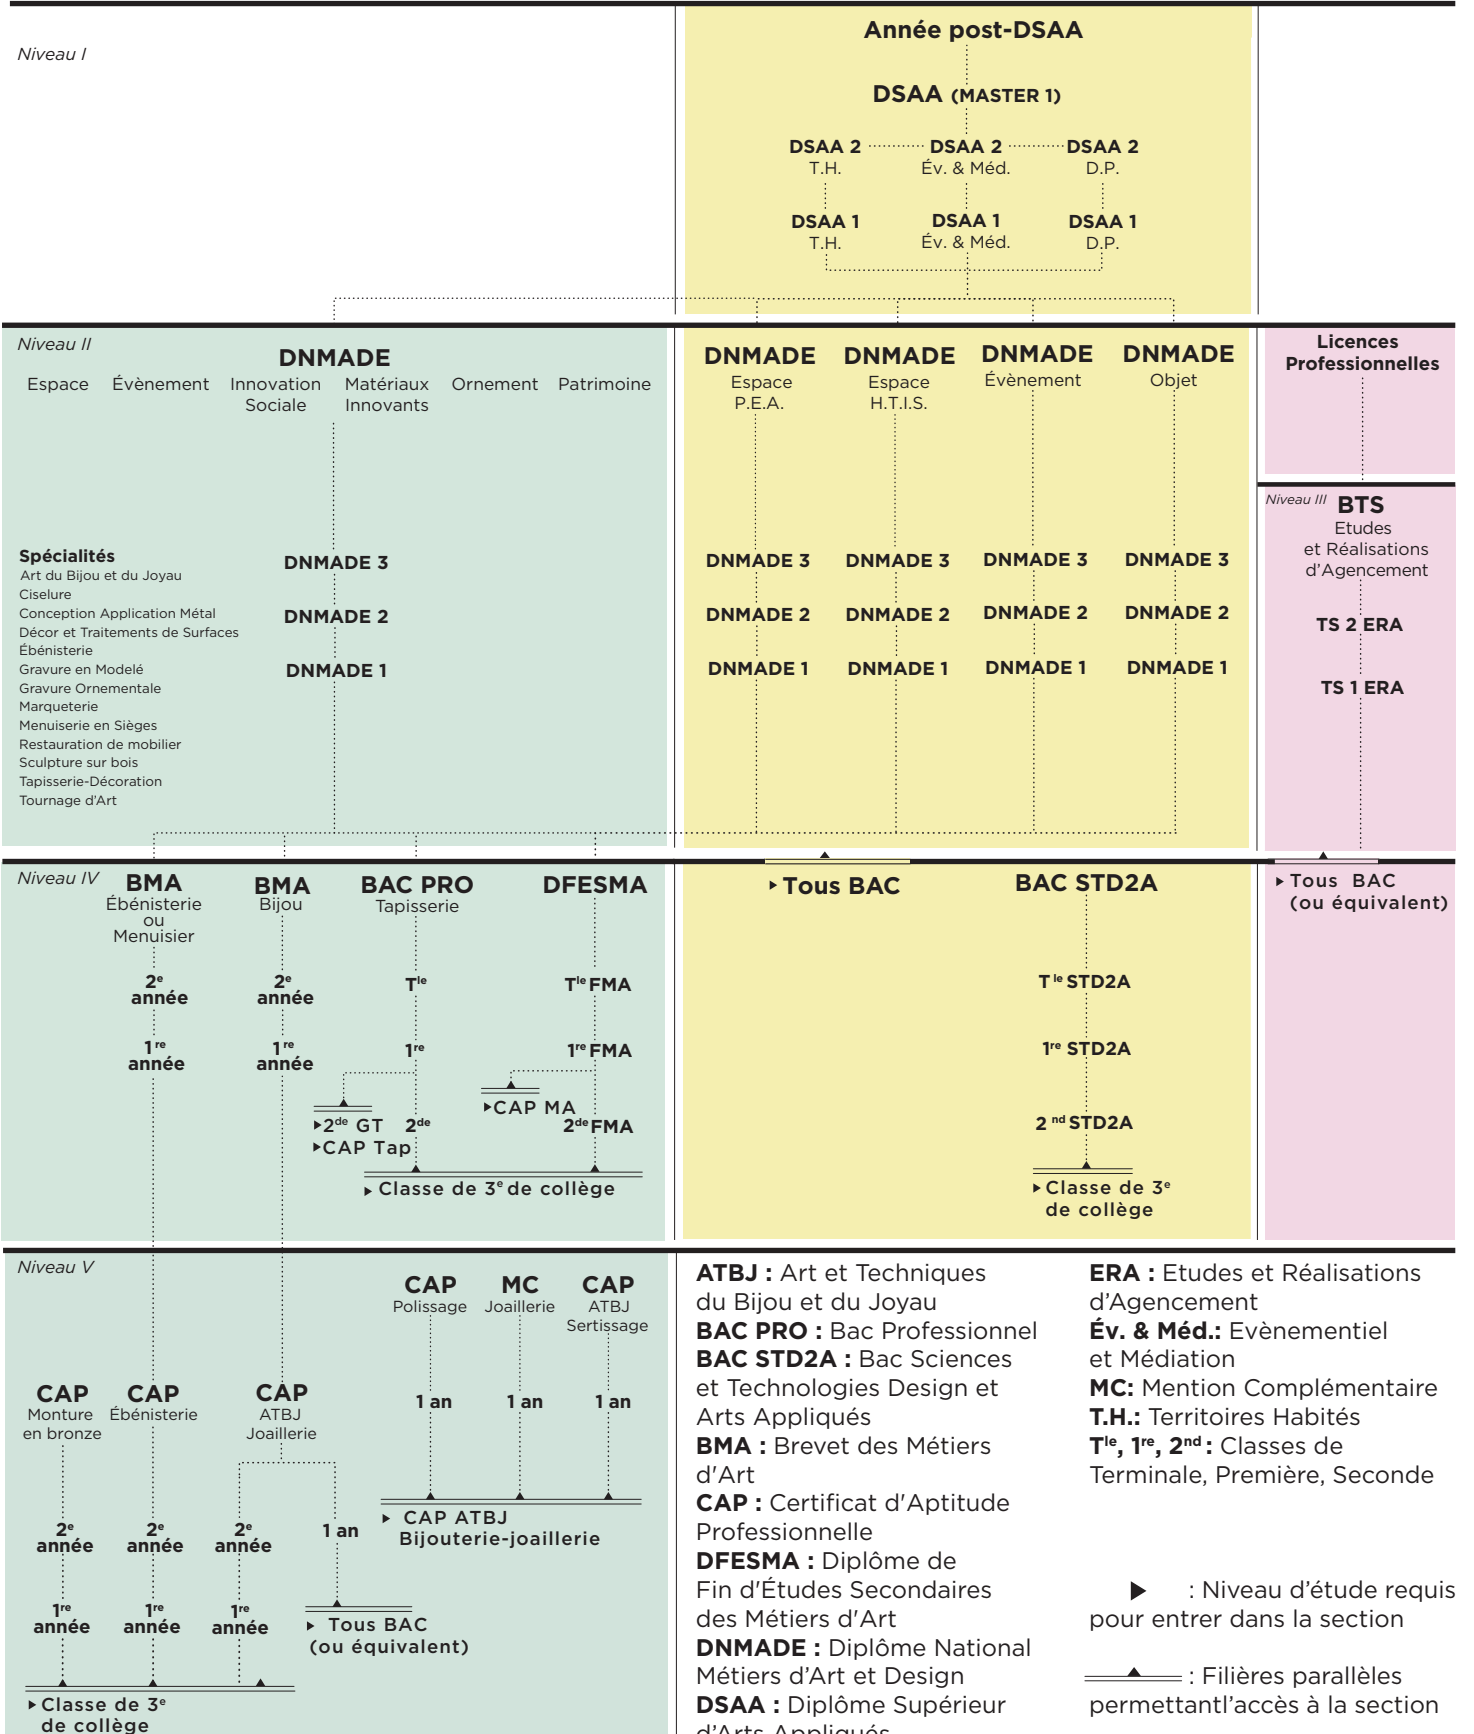 Niveau I
Année post-DSAA
DSAA (MASTER 1)
DSAA 2 DSAA 2 DSAA 2
T.H. Év. & Méd. D.P.
DSAA 1 DSAA 1 DSAA 1
T.H. Év. & Méd. D.P.
Niveau II
DNMADE
Espace Évènement Innovation Matériaux Ornement Patrimoine
Sociale Innovants
Spécialités
Art du Bijou et du Joyau
Ciselure
Conception Application Métal
Décor et Traitements de Surfaces
Ébénisterie
Gravure en Modelé
Gravure Ornementale
Marqueterie
Menuiserie en Sièges
Restauration de mobilier
Sculpture sur bois
Tapisserie-Décoration
Tournage d'Art
DNMADE 3
DNMADE 2
DNMADE 1
DNMADE DNMADE DNMADE DNMADE
Espace Espace Évènement Objet
P.E.A. H.T.I.S.
DNMADE 3 DNMADE 3 DNMADE 3 DNMADE 3
DNMADE 2 DNMADE 2 DNMADE 2 DNMADE 2
DNMADE 1 DNMADE 1 DNMADE 1 DNMADE 1
Licences
Professionnelles
Niveau III BTS
Etudes
et Réalisations
d'Agencement
TS 2 ERA
TS 1 ERA
Niveau IV
BMA
Ébénisterie
ou
Menuisier
2e
année
1re
année
BMA
Bijou
2e
année
1re
année
BAC PRO
Tapisserie
Tle
1re
▸2de GT 2de
▸CAP Tap
DFESMA
Tle FMA
1re FMA
▸CAP MA
2de FMA
▸ Classe de 3e de collège
▸ Tous BAC
BAC STD2A
T le STD2A
1re STD2A
2 nd STD2A
▸ Classe de 3e
de collège
▸ Tous BAC
(ou équivalent)
Niveau V
CAP MC CAP
Polissage Joaillerie ATBJ
Sertissage
1 an 1 an 1 an
▸ CAP ATBJ
Bijouterie-joaillerie
CAP CAP CAP
Monture Ébénisterie ATBJ
en bronze Joaillerie
2e 2e 2e 1 an
année année année
1re 1re 1re
année année année
▸ Tous BAC
(ou équivalent)
▸ Classe de 3e
de collège
ATBJ : Art et Techniques
du Bijou et du Joyau
BAC PRO : Bac Professionnel
BAC STD2A : Bac Sciences
et Technologies Design et
Arts Appliqués
BMA : Brevet des Métiers
d'Art
CAP : Certificat d'Aptitude
Professionnelle
DFESMA : Diplôme de
Fin d'Études Secondaires
des Métiers d'Art
DNMADE : Diplôme National
Métiers d'Art et Design
DSAA : Diplôme Supérieur
d'Arts Appliqués
ERA : Etudes et Réalisations
d'Agencement
Év. & Méd.: Evènementiel
et Médiation
MC: Mention Complémentaire
T.H.: Territoires Habités
Tle, 1re, 2nd : Classes de
Terminale, Première, Seconde
▶ : Niveau d'étude requis
pour entrer dans la section
: Filières parallèles
permettantl'accès à la section